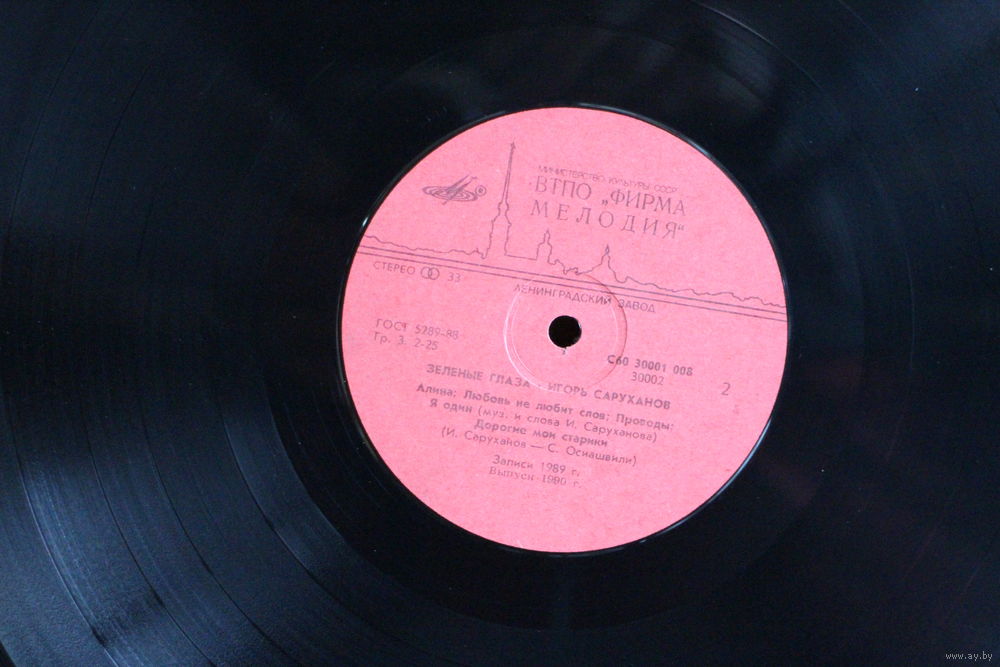 МИНИСТЕРСТВО КУЛЬТУРЫ СССР
ВТПО „ФИРМА
МЕЛОДИЯ“
СТЕРЕО 33
ЛЕНИНГРАДСКИЙ ЗАВОД
ГОСТ 5289-88
Гр. 3. 2-25
С60 30001 008
30002
2
ЗЕЛЕНЫЕ ГЛАЗА · ИГОРЬ САРУХАНОВ
Алина; Любовь не любит слов; Проводы;
Я один (муз. и слова И. Саруханова)
Дорогие мои старики
(И. Саруханов — С. Осиашвили)
Записи 1989 г.
Выпуск 1990 г.
www.ay.by